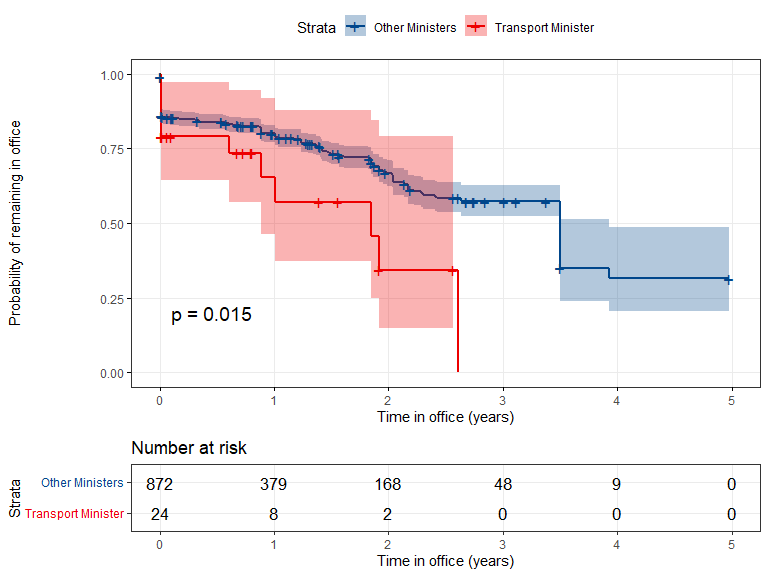 Strata Other Ministers Transport Minister
Probability of remaining in office
1.00
0.75
0.50
0.25
0.00
p = 0.015
0 1 2 3 4 5
Time in office (years)
Number at risk
Strata
Other Ministers 872 379 168 48 9 0
Transport Minister 24 8 2 0 0 0
0 1 2 3 4 5
Time in office (years)